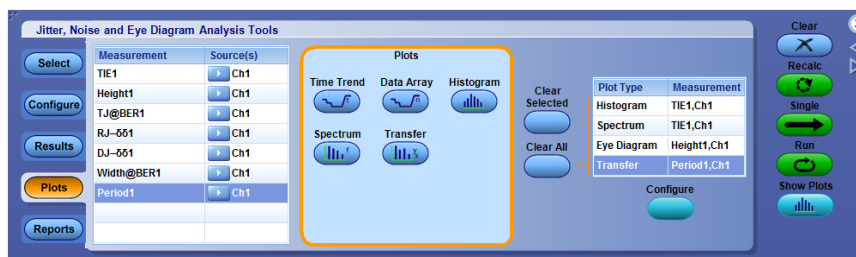 Jitter, Noise and Eye Diagram Analysis Tools
Select
Configure
Results
Plots
Reports
Measurement Source(s)
TIE1 Ch1
Height1 Ch1
TJ@BER1 Ch1
RJ–δδ1 Ch1
DJ–δδ1 Ch1
Width@BER1 Ch1
Period1 Ch1
Plots
Time Trend Data Array Histogram
Spectrum Transfer
Clear Selected
Clear All
Plot Type Measurement
Histogram TIE1,Ch1
Spectrum TIE1,Ch1
Eye Diagram Height1,Ch1
Transfer Period1,Ch1
Configure
Clear
Recalc
Single
Run
Show Plots